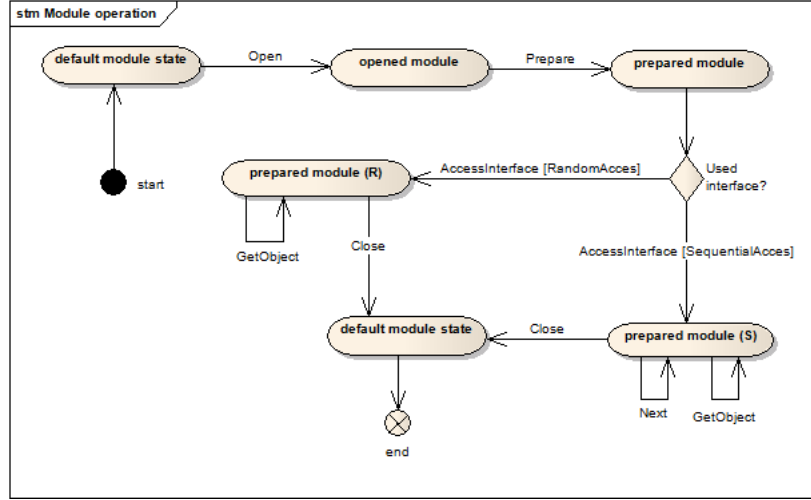 stm Module operation
default module state
Open
opened module
Prepare
prepared module
start
prepared module (R)
AccessInterface [RandomAcces]
Used
interface?
GetObject
Close
AccessInterface [SequentialAcces]
default module state
Close
prepared module (S)
Next
GetObject
end